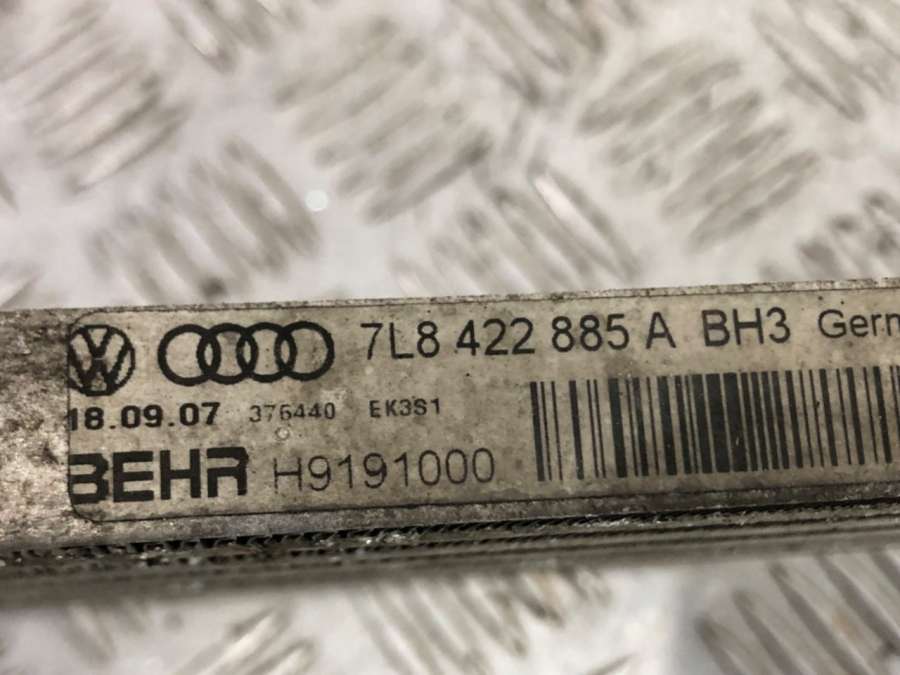 7L8 422 885 A BH3 Gern
18.09.07 376440 EK3S1
BEHR H9191000